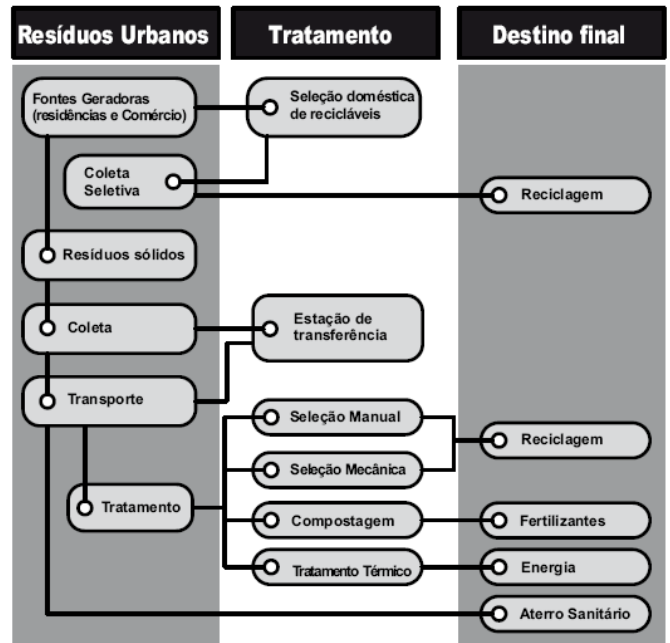 Resíduos Urbanos
Tratamento
Destino final
Fontes Geradoras
(residências e Comércio)
Seleção doméstica
de recicláveis
Coleta
Seletiva
Reciclagem
Resíduos sólidos
Coleta
Estação de
transferência
Transporte
Seleção Manual
Reciclagem
Seleção Mecânica
Tratamento
Compostagem
Fertilizantes
Tratamento Térmico
Energia
Aterro Sanitário